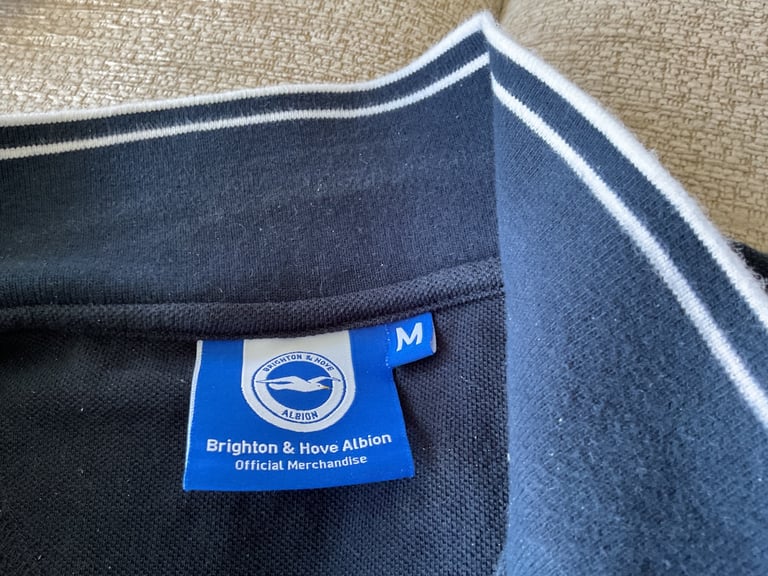 M
BRIGHTON & HOVE
ALBION
Brighton & Hove Albion
Official Merchandise